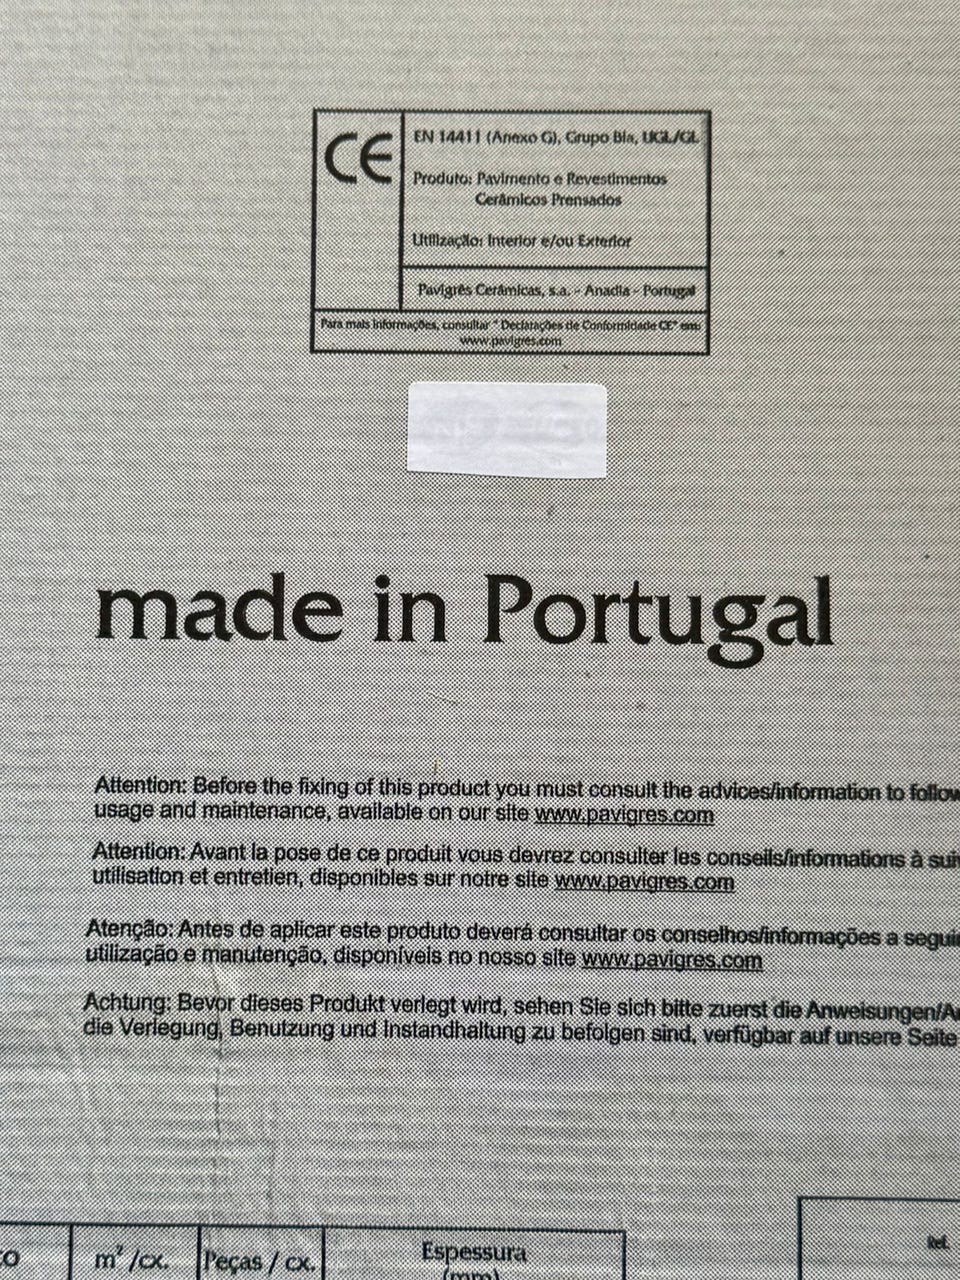 CE
EN 14411 (Anexo G), Grupo BIa, UGL/GL
Produto: Pavimento e Revestimentos
Cerâmicos Prensados
Utilização: Interior e/ou Exterior
Pavigrês Cerâmicas, s.a. - Anadia - Portugal
Para mais informações, consultar " Declarações de Conformidade CE" em:
www.pavigres.com
made in Portugal
Attention: Before the fixing of this product you must consult the advices/information to follow
usage and maintenance, available on our site www.pavigres.com
Attention: Avant la pose de ce produit vous devrez consulter les conseils/informations à
utilisation et entretien, disponibles sur notre site www.pavigres.com
Atenção: Antes de aplicar este produto deverá consultar os conselhos/informações a
utilização e manutenção, disponíveis no nosso site www.pavigres.com
Achtung: Bevor dieses Produkt verlegt wird, sehen Sie sich bitte zuerst die Anweisungen/
die Verlegung, Benutzung und Instandhaltung zu befolgen sind, verfügbar auf unsere Seite
m² /cx.
Peças / cx.
Espessura
(mm)
Ref.